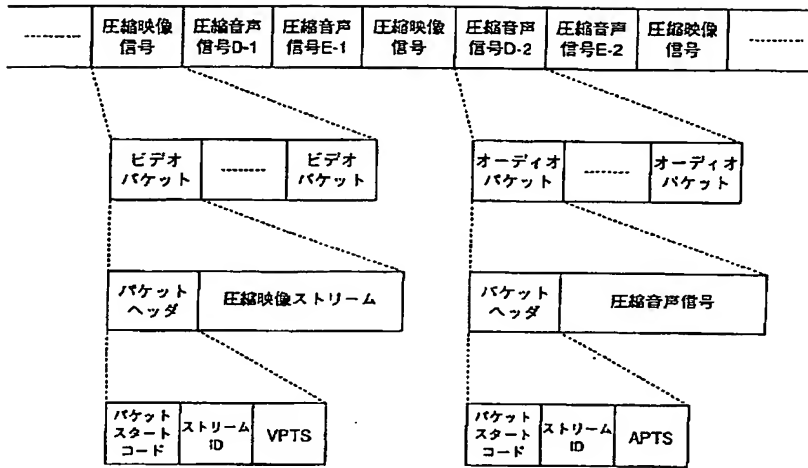 圧縮映像
信号
圧縮音声
信号D-1
圧縮音声
信号E-1
圧縮映像
信号
圧縮音声
信号D-2
圧縮音声
信号E-2
圧縮映像
信号
ビデオ
パケット
ビデオ
パケット
オーディオ
パケット
オーディオ
パケット
パケット
ヘッダ
圧縮映像ストリーム
パケット
ヘッダ
圧縮音声信号
パケット
スタート
コード
ストリーム
ID
VPTS
パケット
スタート
コード
ストリーム
ID
APTS